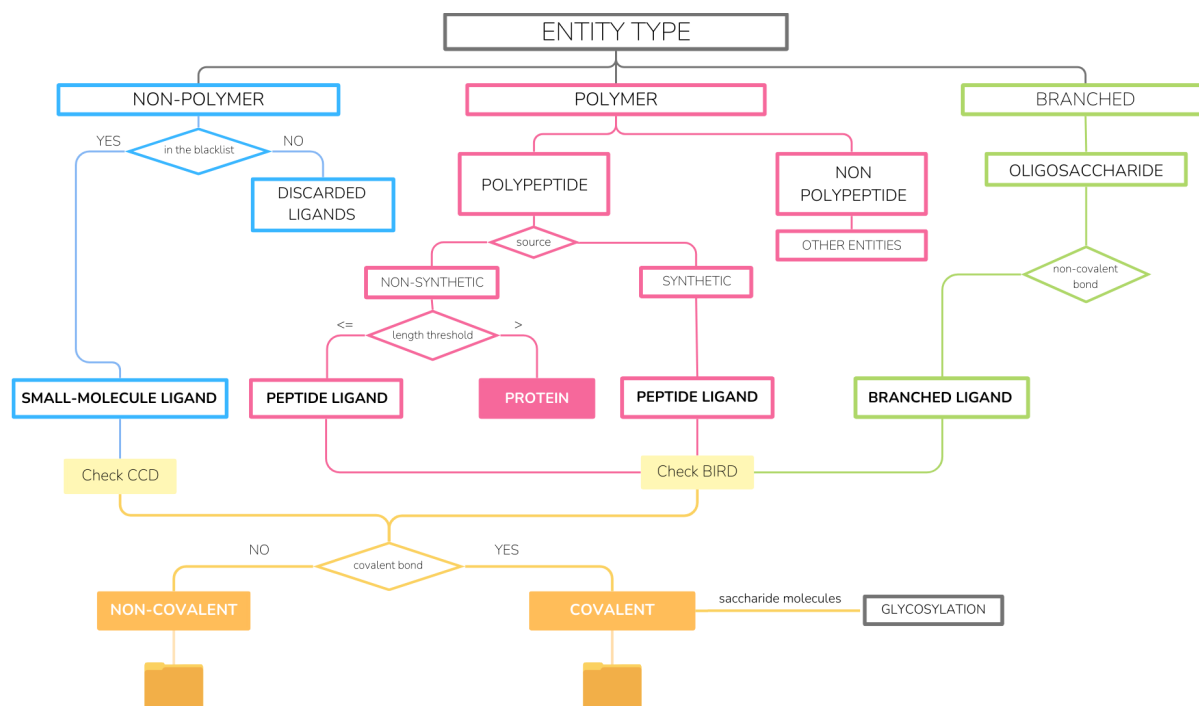 ENTITY TYPE
NON-POLYMER
POLYMER
BRANCHED
YES
in the blacklist
NO
DISCARDED
LIGANDS
POLYPEPTIDE
NON
POLYPEPTIDE
OLIGOSACCHARIDE
source
OTHER ENTITIES
NON-SYNTHETIC
SYNTHETIC
non-covalent
bond
<=
length threshold
>
SMALL-MOLECULE LIGAND
PEPTIDE LIGAND
PROTEIN
PEPTIDE LIGAND
BRANCHED LIGAND
Check CCD
Check BIRD
NO
covalent bond
YES
NON-COVALENT
COVALENT
saccharide molecules
GLYCOSYLATION